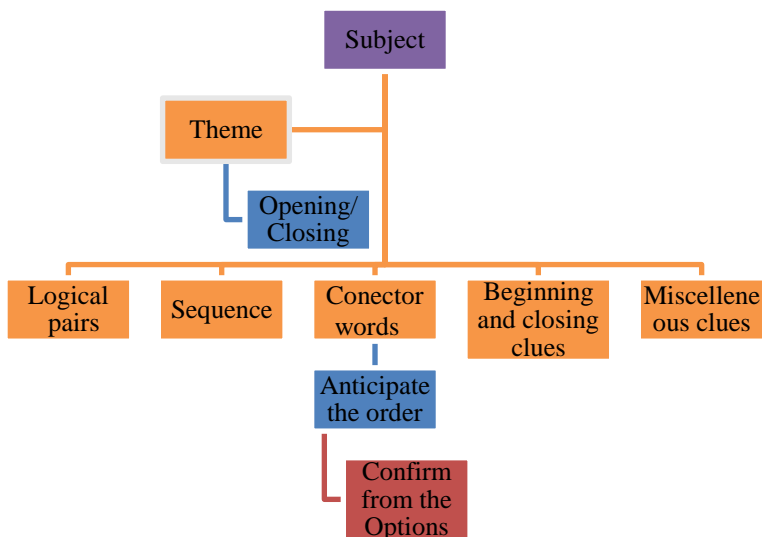 Subject
Theme
Opening/
Closing
Logical
pairs
Sequence
Conector
words
Beginning
and closing
clues
Miscellene
ous clues
Anticipate
the order
Confirm
from the
Options